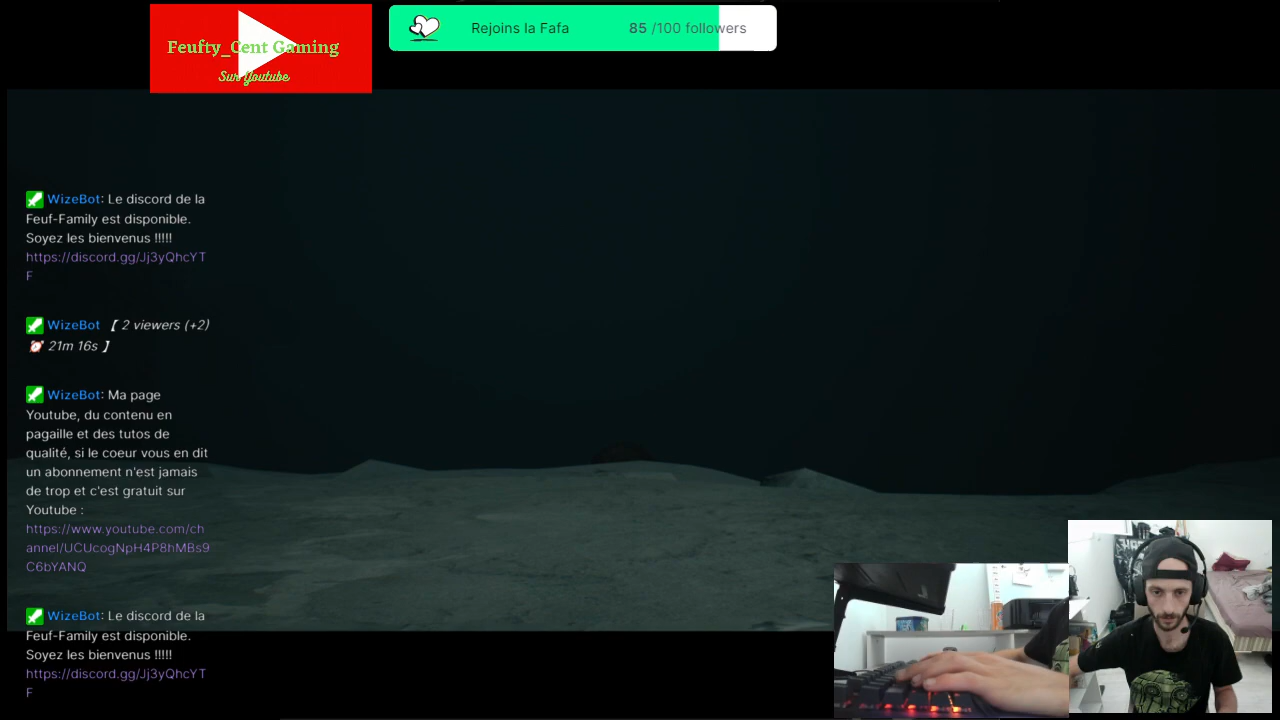 Feufty_Cent Gaming
Sur Youtube
Rejoins la Fafa 85 /100 followers
WizeBot: Le discord de la
Feuf-Family est disponible.
Soyez les bienvenus !!!!!
https://discord.gg/Jj3yQhcYT
F
WizeBot 【 2 viewers (+2)
⏰ 21m 16s 】
WizeBot: Ma page
Youtube, du contenu en
pagaille et des tutos de
qualité, si le coeur vous en dit
un abonnement n'est jamais
de trop et c'est gratuit sur
Youtube :
https://www.youtube.com/ch
annel/UCUcogNpH4P8hMBs9
C6bYANQ
WizeBot: Le discord de la
Feuf-Family est disponible.
Soyez les bienvenus !!!!!
https://discord.gg/Jj3yQhcYT
F